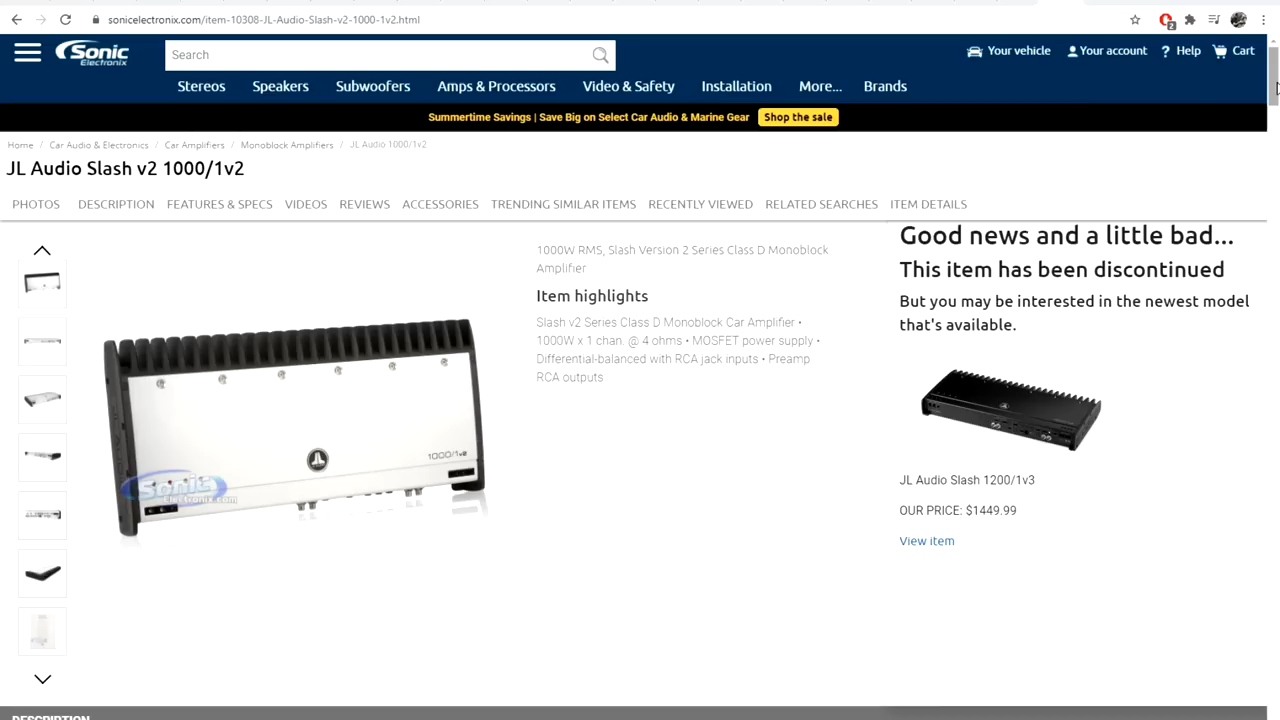 sonicelectronix.com/item-10308-JL-Audio-Slash-v2-1000-1v2.html
2
Sonic
Electronix
Search
Your vehicle
Your account
? Help
Cart
Stereos
Speakers
Subwoofers
Amps & Processors
Video & Safety
Installation
More...
Brands
Summertime Savings | Save Big on Select Car Audio & Marine Gear
Shop the sale
Home / Car Audio & Electronics / Car Amplifiers / Monoblock Amplifiers / JL Audio 1000/1v2
JL Audio Slash v2 1000/1v2
PHOTOS
DESCRIPTION
FEATURES & SPECS
VIDEOS
REVIEWS
ACCESSORIES
TRENDING SIMILAR ITEMS
RECENTLY VIEWED
RELATED SEARCHES
ITEM DETAILS
1000/1v2
Sonic
Electronix.com
1000W RMS, Slash Version 2 Series Class D Monoblock
Amplifier
Item highlights
Slash v2 Series Class D Monoblock Car Amplifier •
1000W x 1 chan. @ 4 ohms • MOSFET power supply •
Differential-balanced with RCA jack inputs • Preamp
RCA outputs
Good news and a little bad...
This item has been discontinued
But you may be interested in the newest model
that's available.
JL Audio Slash 1200/1v3
OUR PRICE: $1449.99
View item
DESCRIPTION